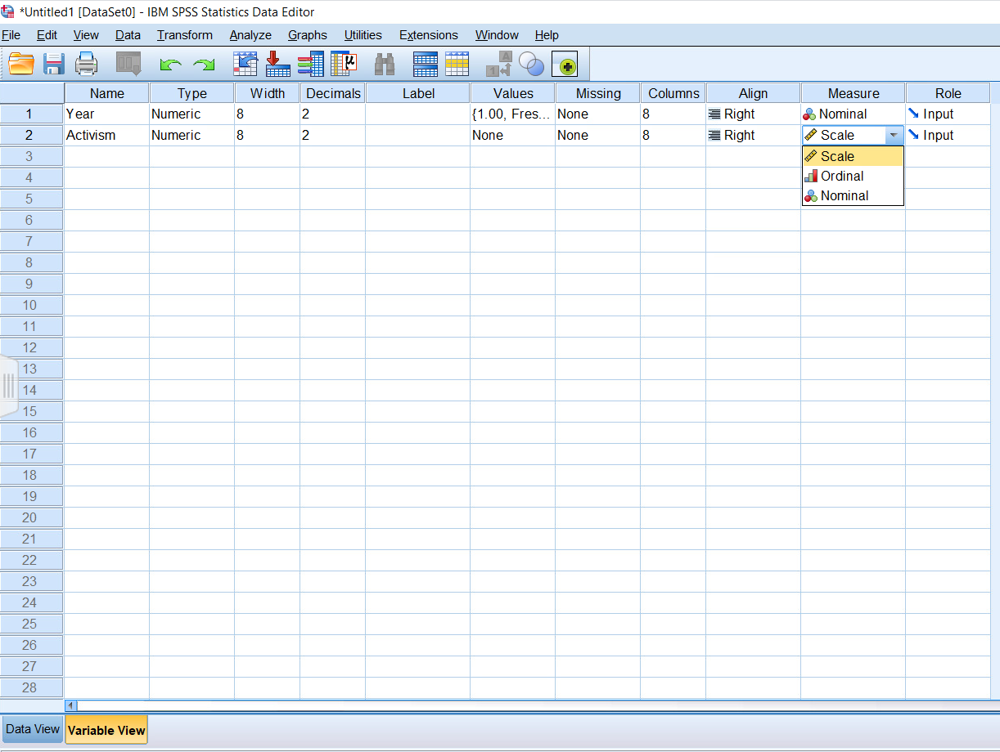 *Untitled1 [DataSet0] - IBM SPSS Statistics Data Editor
File Edit View Data Transform Analyze Graphs Utilities Extensions Window Help
Name Type Width Decimals Label Values Missing Columns Align Measure Role
1 Year Numeric 8 2 {1.00, Fres... None 8 Right Nominal Input
2 Activism Numeric 8 2 None None 8 Right Scale Input
3 Scale
4 Ordinal
5 Nominal
6
7
8
9
10
11
12
13
14
15
16
17
18
19
20
21
22
23
24
25
26
27
28
Data View Variable View